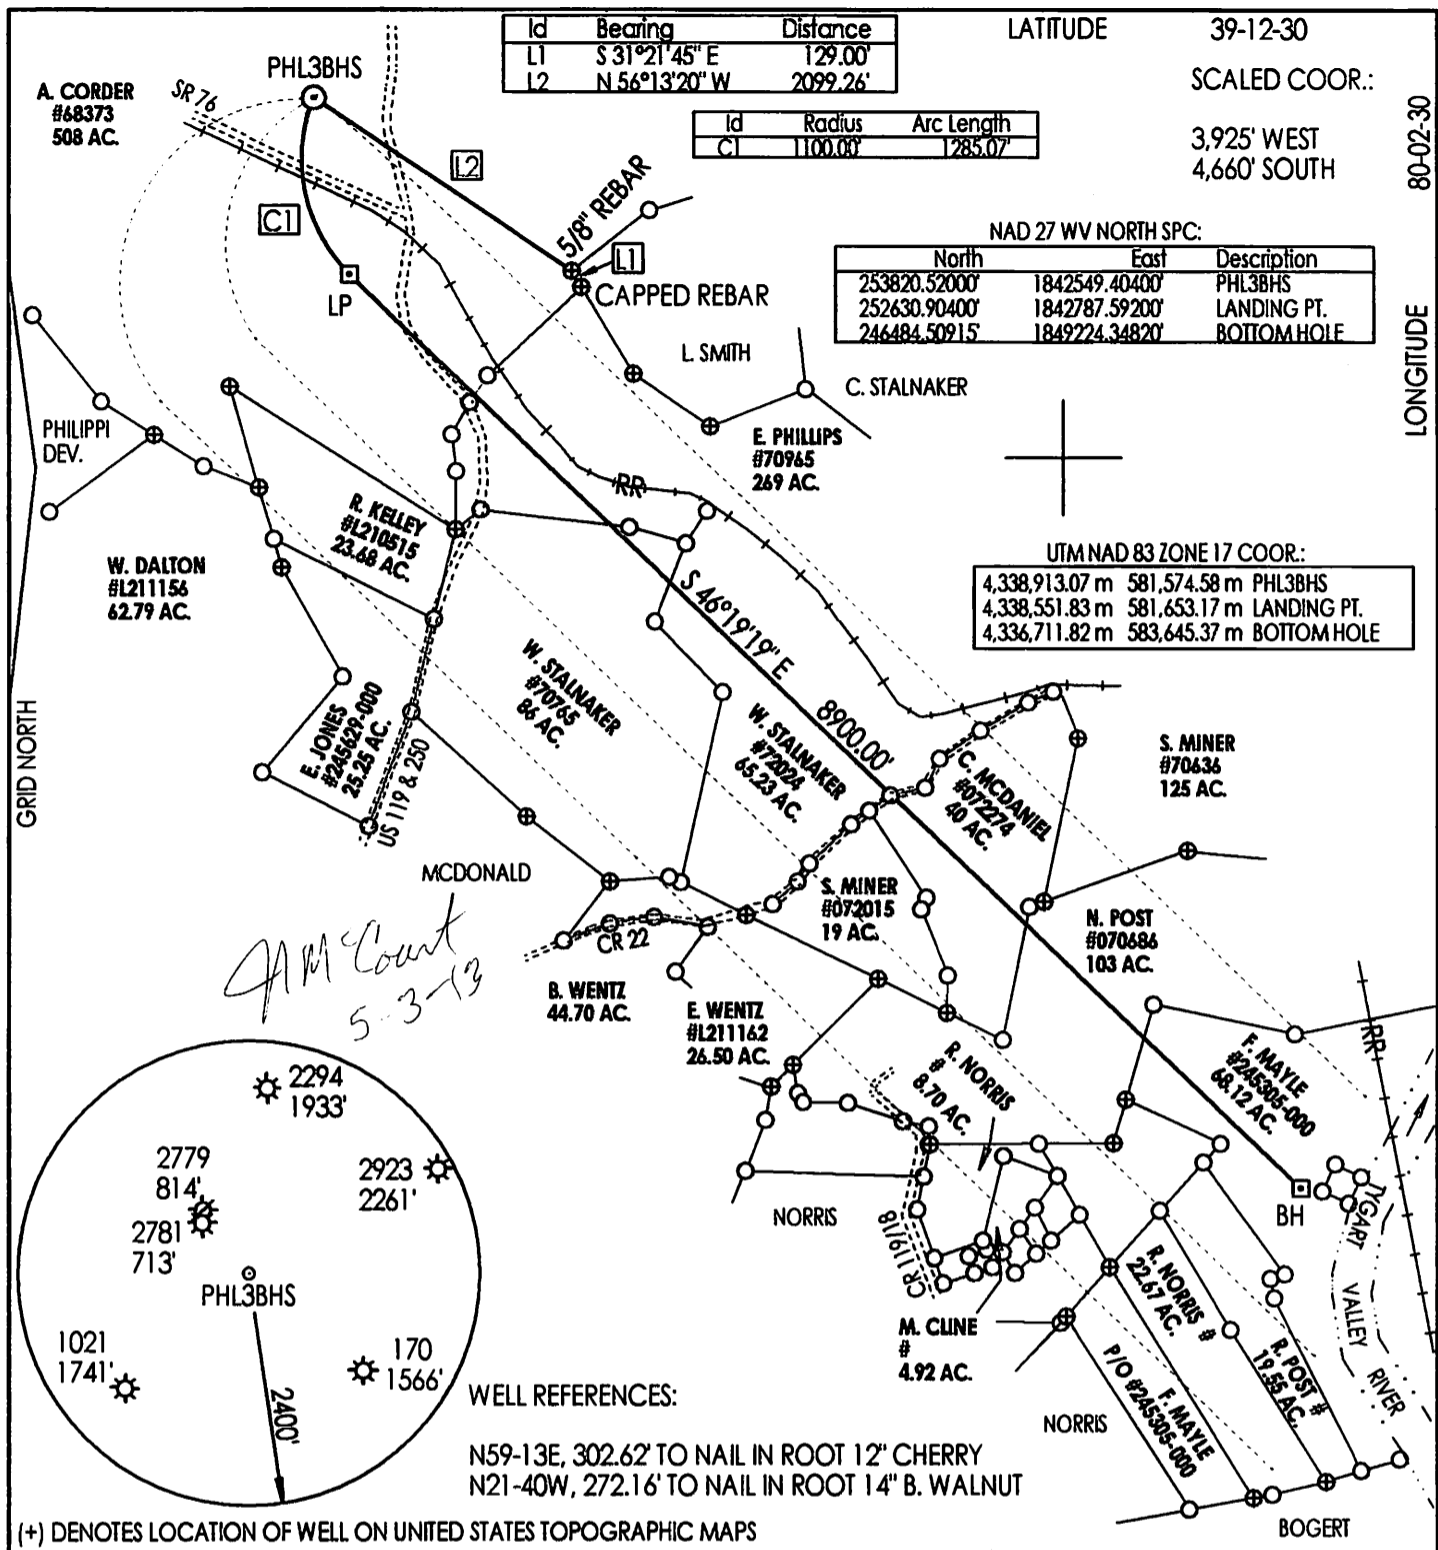 Id Bearing Distance
L1 S 31°21'45" E 129.00'
L2 N 56°13'20" W 2099.26'
LATITUDE 39-12-30
SCALED COOR.:
3,925' WEST
4,660' SOUTH
80-02-30
LONGITUDE
Id Radius Arc Length
C1 1100.00' 1285.07'
NAD 27 WV NORTH SPC:
North East Description
253820.52000' 1842549.40400' PHL3BHS
252630.90400' 1842787.59200' LANDING PT.
246484.50915' 1849224.34820' BOTTOM HOLE
UTM NAD 83 ZONE 17 COOR.:
4,338,913.07 m 581,574.58 m PHL3BHS
4,338,551.83 m 581,653.17 m LANDING PT.
4,336,711.82 m 583,645.37 m BOTTOM HOLE
PHL3BHS
A. CORDER
#68373
508 AC.
SR 76
L2
C1
5/8" REBAR
L1
CAPPED REBAR
LP
L. SMITH
C. STALNAKER
E. PHILLIPS
#70965
269 AC.
PHILIPPI
DEV.
RR
R. KELLEY
#L210515
23.68 AC.
W. DALTON
#L211156
62.79 AC.
S 46°19'19" E 8900.00'
W. STALNAKER
#70765
86 AC.
W. STALNAKER
#72024
65.23 AC.
E. JONES
#245629-000
25.25 AC.
US 119 & 250
GRID NORTH
C. MCDANIEL
#072274
40 AC.
S. MINER
#70636
125 AC.
MCDONALD
S. MINER
#072015
19 AC.
CR 22
N. POST
#070686
103 AC.
B. WENTZ
44.70 AC.
E. WENTZ
#L211162
26.50 AC.
JAMcCourt
5-3-13
R. NORRIS
#
8.70 AC.
F. MAYLE
#245305-000
68.12 AC.
RR
NORRIS
CR 119/18
BH
TYGART VALLEY RIVER
M. CLINE
#
4.92 AC.
R. NORRIS #
22.67 AC.
R. POST #
19.55 AC.
F. MAYLE
P/O #245305-000
NORRIS
BOGERT
2294
1933'
2779
814'
2781
713'
2923
2261'
PHL3BHS
1021
1741'
170
1566'
2400'
WELL REFERENCES:
N59-13E, 302.62' TO NAIL IN ROOT 12" CHERRY
N21-40W, 272.16' TO NAIL IN ROOT 14" B. WALNUT
(+) DENOTES LOCATION OF WELL ON UNITED STATES TOPOGRAPHIC MAPS